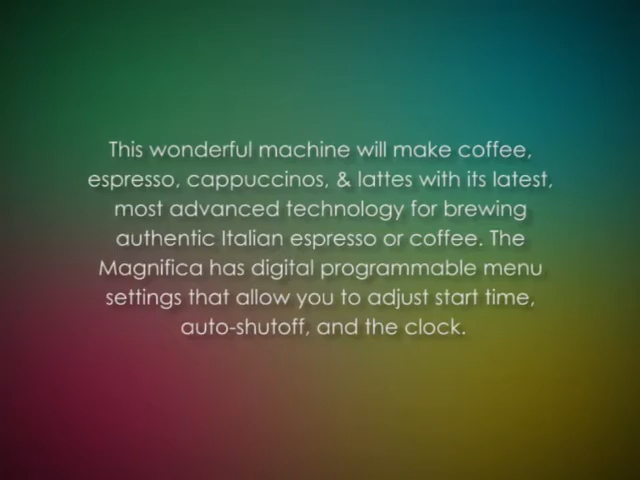 This wonderful machine will make coffee,
espresso, cappuccinos, & lattes with its latest,
most advanced technology for brewing
authentic Italian espresso or coffee. The
Magnifica has digital programmable menu
settings that allow you to adjust start time,
auto-shutoff, and the clock.